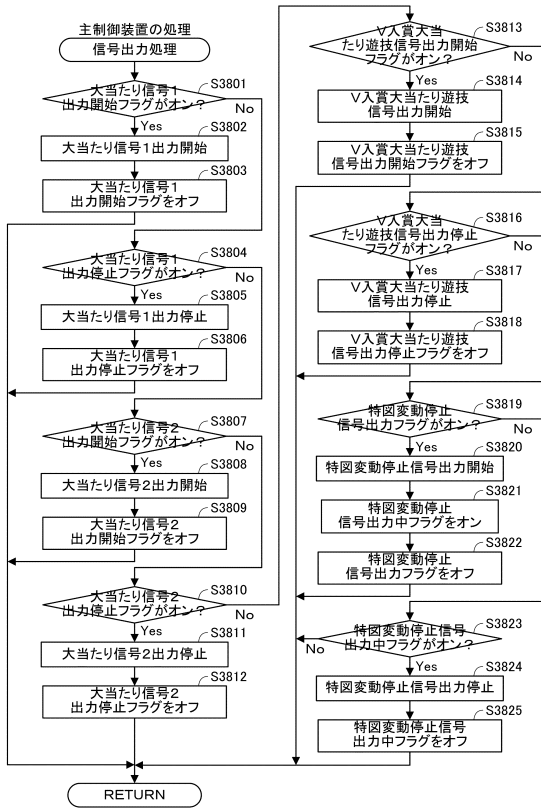 主制御装置の処理
信号出力処理
大当たり信号1
出力開始フラグがオン？
S3801
No
Yes
S3802
大当たり信号1出力開始
S3803
大当たり信号1
出力開始フラグをオフ
大当たり信号1
出力停止フラグがオン？
S3804
No
Yes
S3805
大当たり信号1出力停止
S3806
大当たり信号1
出力停止フラグをオフ
大当たり信号2
出力開始フラグがオン？
S3807
No
Yes
S3808
大当たり信号2出力開始
S3809
大当たり信号2
出力開始フラグをオフ
大当たり信号2
出力停止フラグがオン？
S3810
No
Yes
S3811
大当たり信号2出力停止
S3812
大当たり信号2
出力停止フラグをオフ
RETURN
V入賞大当
たり遊技信号出力開始
フラグがオン？
S3813
No
Yes
S3814
V入賞大当たり遊技
信号出力開始
S3815
V入賞大当たり遊技
信号出力開始フラグをオフ
V入賞大当
たり遊技信号出力停止
フラグがオン？
S3816
No
Yes
S3817
V入賞大当たり遊技
信号出力停止
S3818
V入賞大当たり遊技
信号出力停止フラグをオフ
特図変動停止
信号出力フラグがオン？
S3819
No
Yes
S3820
特図変動停止信号出力開始
S3821
特図変動停止
信号出力中フラグをオン
S3822
特図変動停止
信号出力フラグをオフ
特図変動停止信号
出力中フラグがオン？
S3823
No
Yes
S3824
特図変動停止信号出力停止
S3825
特図変動停止信号
出力中フラグをオフ